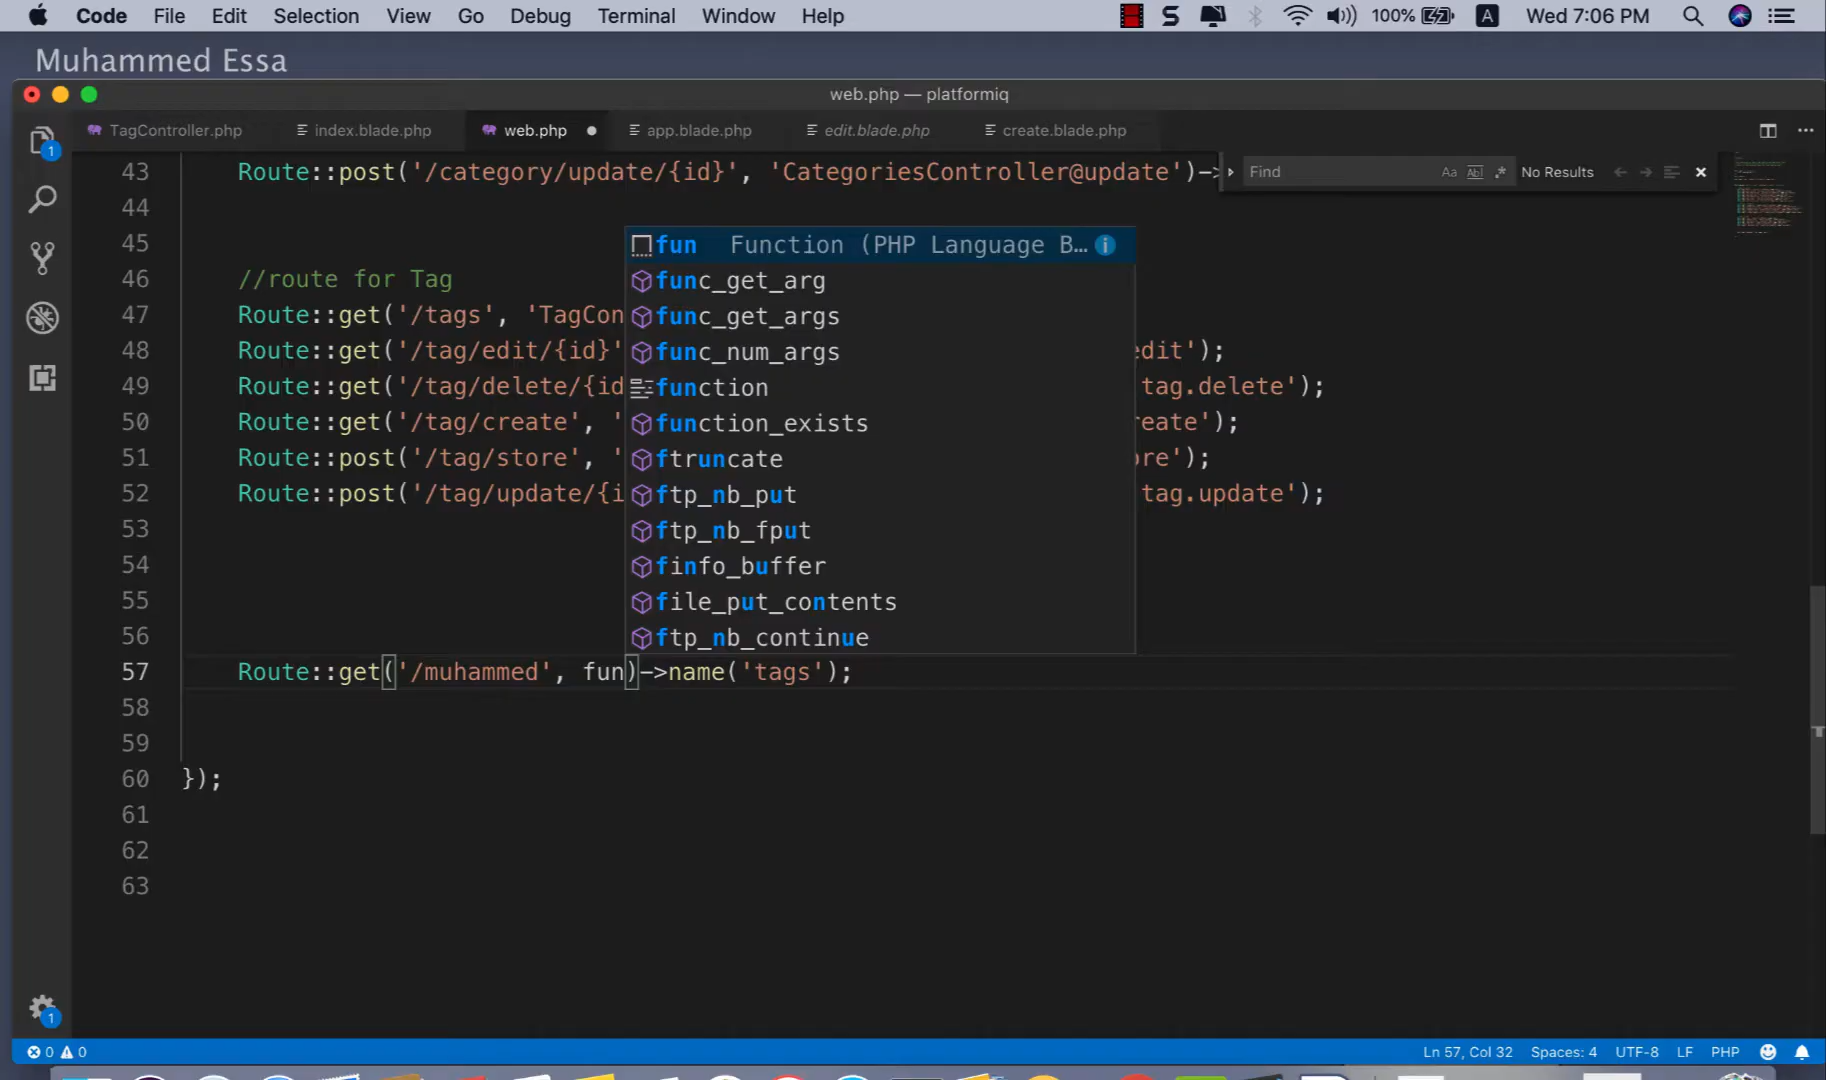 Code File Edit Selection View Go Debug Terminal Window Help 100% A Wed 7:06 PM
Muhammed Essa
web.php — platformiq
TagController.php index.blade.php web.php app.blade.php edit.blade.php create.blade.php
Find Aa Abl .* No Results
43 Route::post('/category/update/{id}', 'CategoriesController@update')->
44
45
46 //route for Tag
47 Route::get('/tags', 'TagCon
48 Route::get('/tag/edit/{id}' edit');
49 Route::get('/tag/delete/{id tag.delete');
50 Route::get('/tag/create', ' reate');
51 Route::post('/tag/store', ' ore');
52 Route::post('/tag/update/{i tag.update');
53
54
55
56
fun Function (PHP Language B…
func_get_arg
func_get_args
func_num_args
function
function_exists
ftruncate
ftp_nb_put
ftp_nb_fput
finfo_buffer
file_put_contents
ftp_nb_continue
57 Route::get('/muhammed', fun)->name('tags');
58
59
60 });
61
62
63
1
1
0 0 Ln 57, Col 32 Spaces: 4 UTF-8 LF PHP